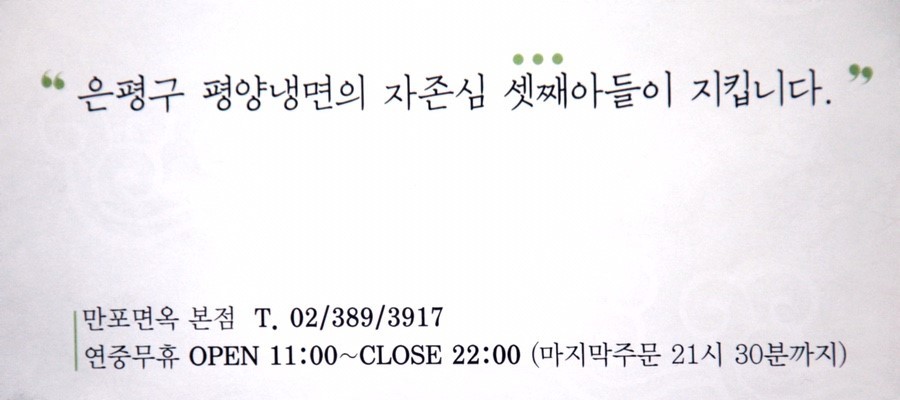 “ 은평구 평양냉면의 자존심 셋째아들이 지킵니다. ”
만포면옥 본점 T. 02/389/3917
연중무휴 OPEN 11:00~CLOSE 22:00 (마지막주문 21시 30분까지)